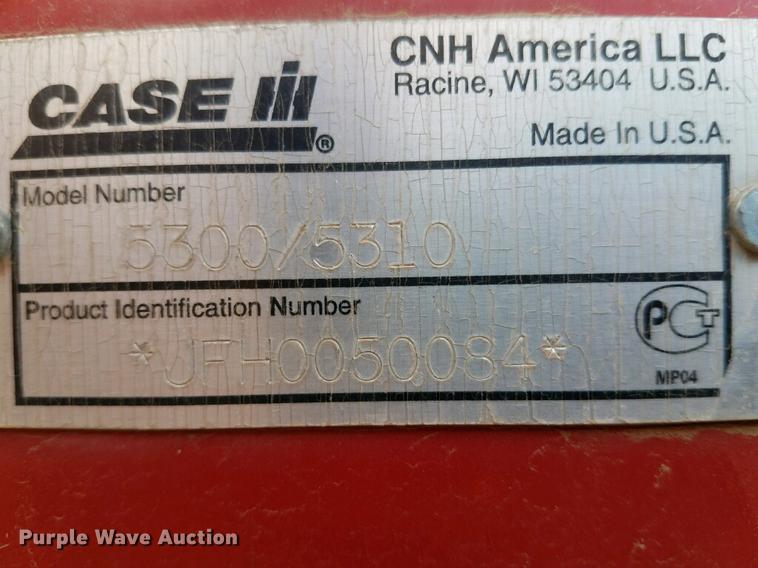 CASE IH®
CNH America LLC
Racine, WI 53404 U.S.A.
Made In U.S.A.
Model Number
5300/5310
Product Identification Number
*JFH0050084*
PCT
MP04
Purple Wave Auction